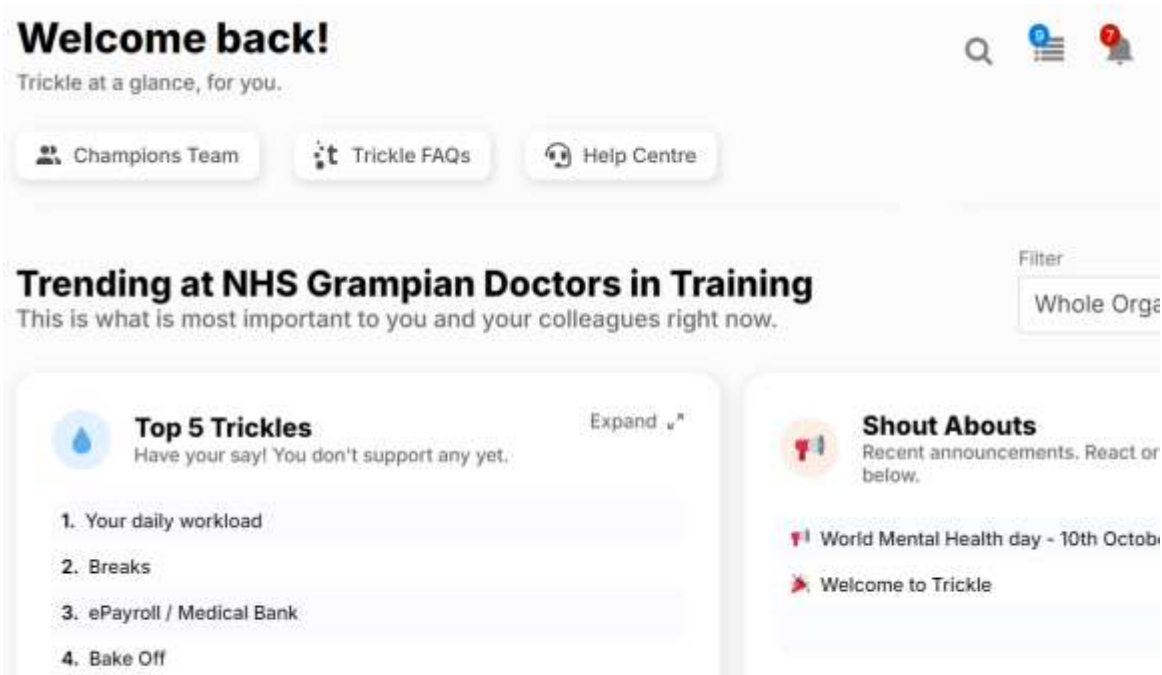 Welcome back!
9
7
Trickle at a glance, for you.
Champions Team
t Trickle FAQs
Help Centre
Filter
Trending at NHS Grampian Doctors in Training
Whole Orga
This is what is most important to you and your colleagues right now.
Top 5 Trickles
Expand
Have your say! You don't support any yet.
1. Your daily workload
2. Breaks
3. ePayroll / Medical Bank
4. Bake Off
Shout Abouts
Recent announcements. React or
below.
World Mental Health day - 10th Octobe
Welcome to Trickle